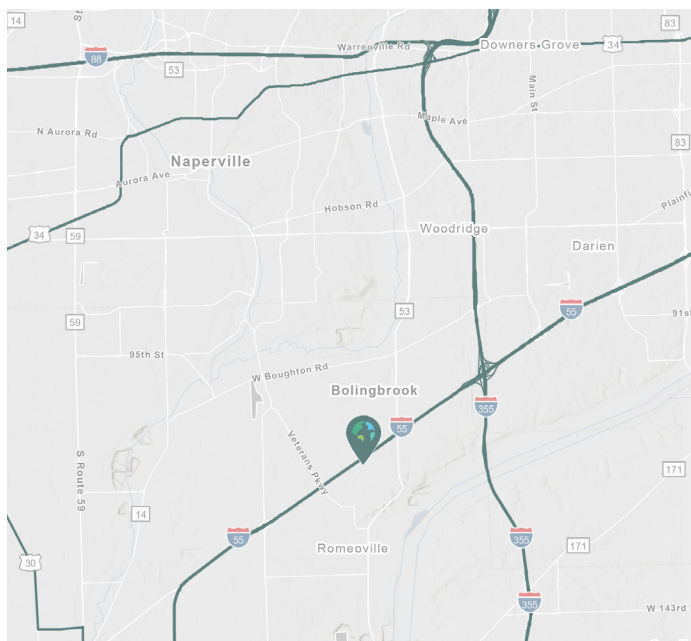 14
83
Warrenville Rd
Downers Grove
34
88
53
Main St
Maple Ave
N Aurora Rd
83
Naperville
Aurora Ave
Hobson Rd
Woodridge
34
59
Darien
53
55
91st
59
95th St
W Boughton Rd
Bolingbrook
355
55
Veterans Pkwy
S Route 59
171
14
55
355
Romeoville
171
30
355
W 143rd